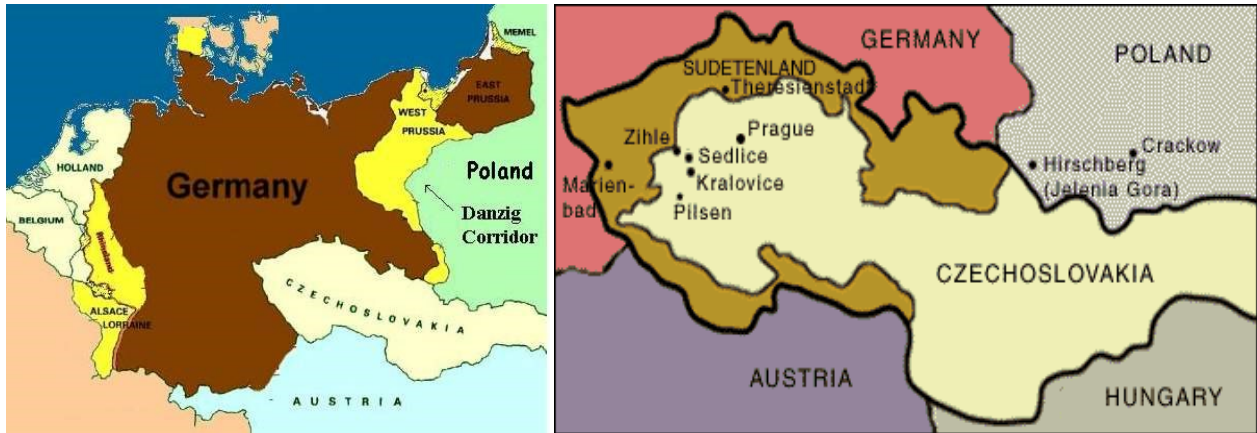 MEMEL
EAST
PRUSSIA
WEST
PRUSSIA
HOLLAND
Germany
Poland
Danzig
Corridor
BELGIUM
Rhineland
ALSACE
LORRAINE
CZECHOSLOVAKIA
AUSTRIA
GERMANY
POLAND
SUDETENLAND
Theresienstadt
Zihle
Prague
Sedlice
Kralovice
Marien-
bad
Pilsen
Crackow
Hirschberg
(Jelenia Gora)
CZECHOSLOVAKIA
AUSTRIA
HUNGARY